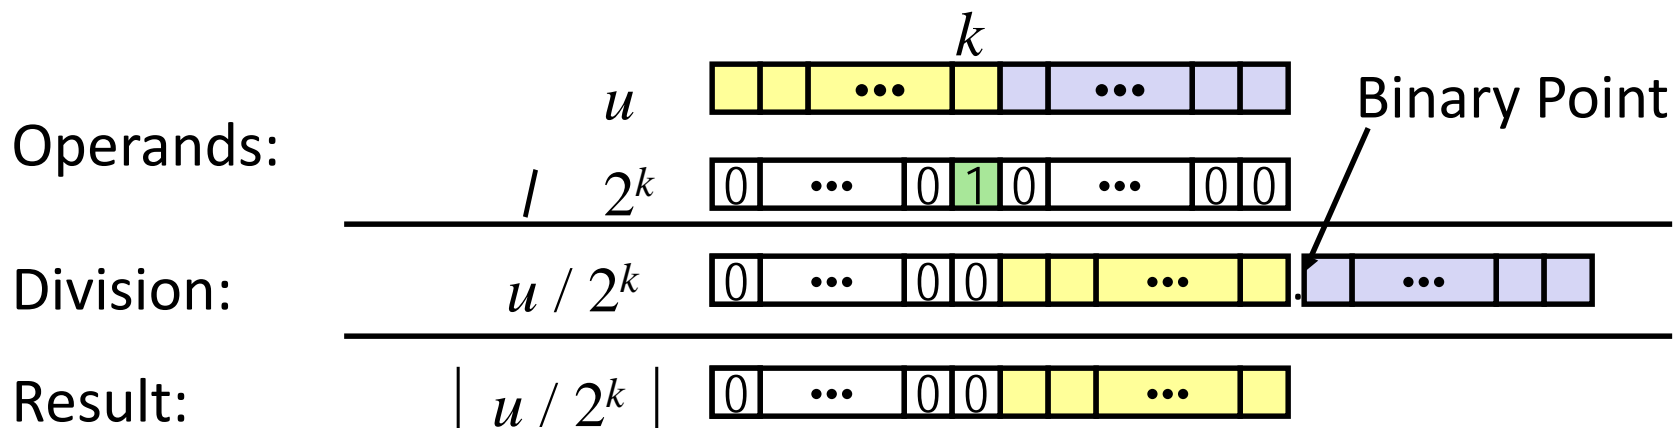 k
u ••• •••
Binary Point
Operands:
/ 2^k 0 ••• 0 1 0 ••• 0 0
Division: u / 2^k 0 ••• 0 0 ••• . •••
Result: | u / 2^k | 0 ••• 0 0 •••